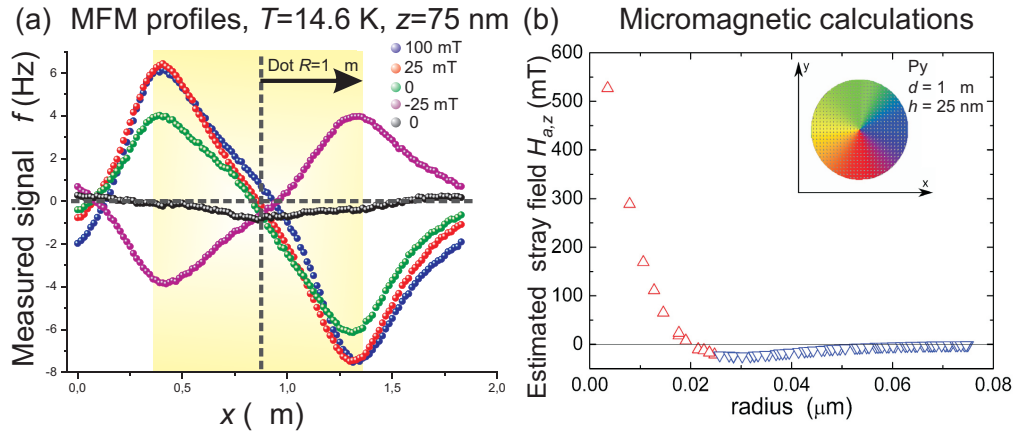 (a) MFM profiles, T=14.6 K, z=75 nm
Measured signal f (Hz)
6
4
2
0
-2
-4
-6
-8
Dot R=1 m
100 mT
25 mT
0
-25 mT
0
0,0
0,5
1,0
1,5
2,0
x ( m)
(b) Micromagnetic calculations
Estimated stray field Ha,z (mT)
600
500
400
300
200
100
0
-100
y
x
Py
d = 1 m
h = 25 nm
0.00
0.02
0.04
0.06
0.08
radius (μm)